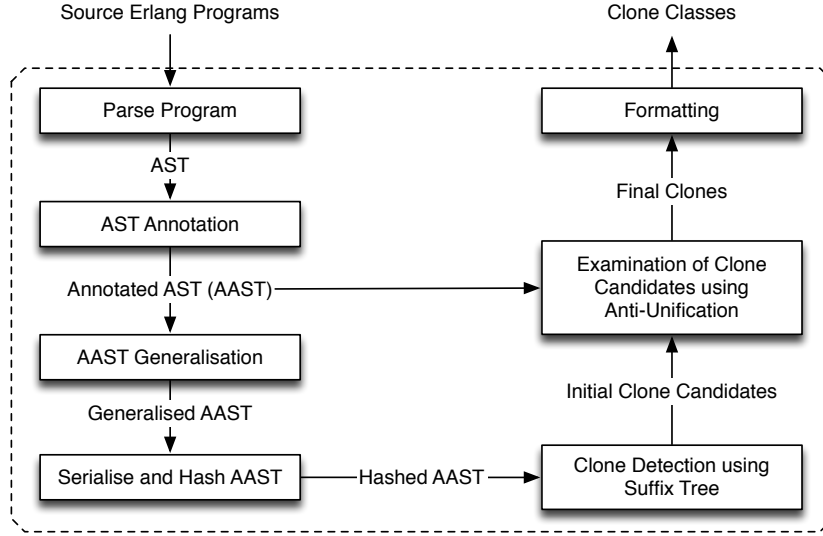 Source Erlang Programs
Clone Classes
Parse Program
Formatting
AST
Final Clones
AST Annotation
Examination of Clone
Candidates using
Anti-Unification
Annotated AST (AAST)
AAST Generalisation
Generalised AAST
Initial Clone Candidates
Serialise and Hash AAST
Hashed AAST
Clone Detection using
Suffix Tree